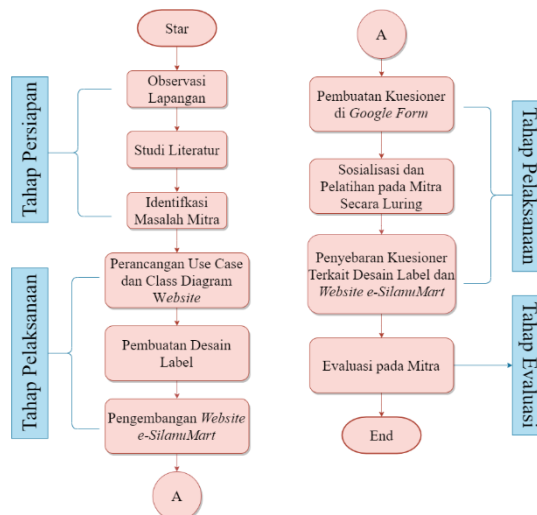 Star
Observasi
Lapangan
Studi Literatur
Identifkasi
Masalah Mitra
Tahap Persiapan
Perancangan Use Case
dan Class Diagram
Website
Pembuatan Desain
Label
Pengembangan Website
e-SilanuMart
Tahap Pelaksanaan
A
A
Pembuatan Kuesioner
di Google Form
Sosialisasi dan
Pelatihan pada Mitra
Secara Luring
Penyebaran Kuesioner
Terkait Desain Label dan
Website e-SilanuMart
Tahap Pelaksanaan
Evaluasi pada Mitra
Tahap Evaluasi
End